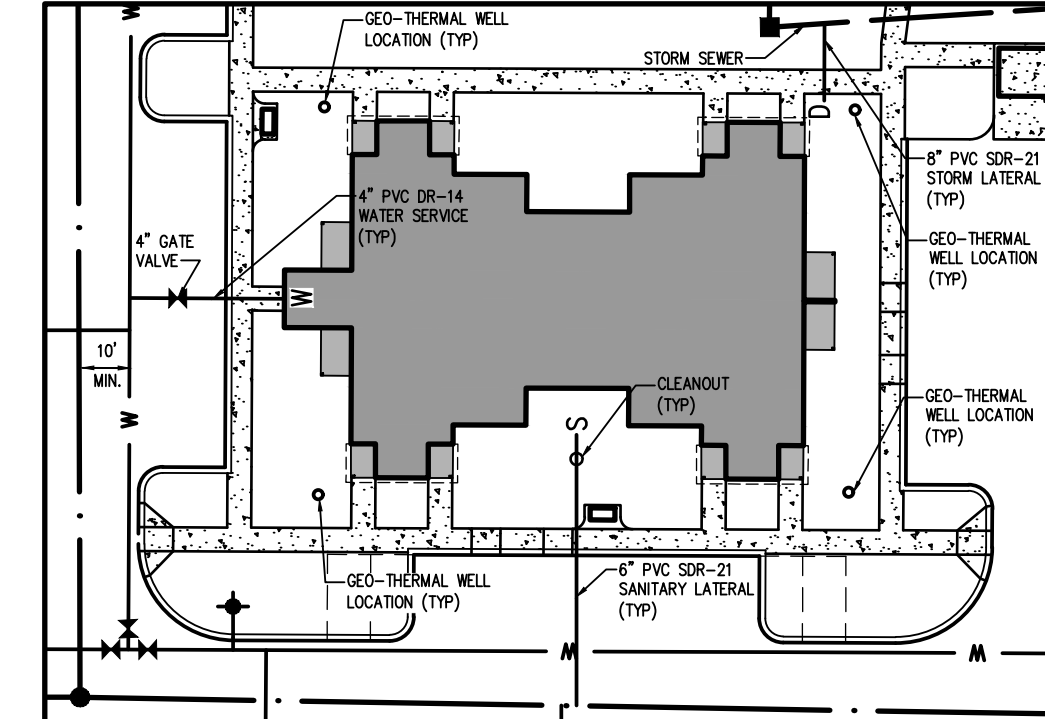 W
GEO-THERMAL WELL
LOCATION (TYP)
STORM SEWER
D
8" PVC SDR-21
STORM LATERAL
(TYP)
4" PVC DR-14
WATER SERVICE
(TYP)
4" GATE
VALVE
GEO-THERMAL
WELL LOCATION
(TYP)
W
10'
MIN.
CLEANOUT
(TYP)
GEO-THERMAL
WELL LOCATION
(TYP)
W
S
GEO-THERMAL WELL
LOCATION (TYP)
6" PVC SDR-21
SANITARY LATERAL
(TYP)
W
W